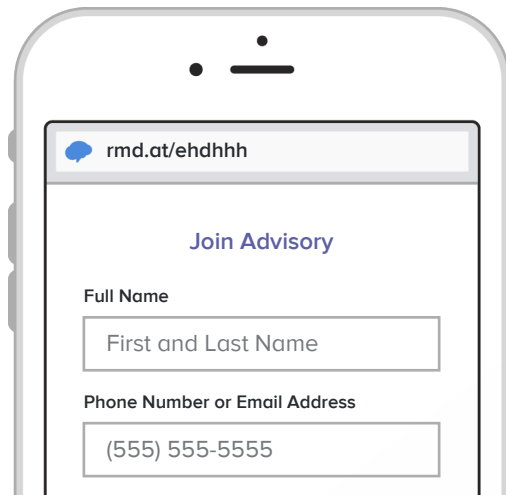 rmd.at/ehdhhh
Join Advisory
Full Name
First and Last Name
Phone Number or Email Address
(555) 555-5555